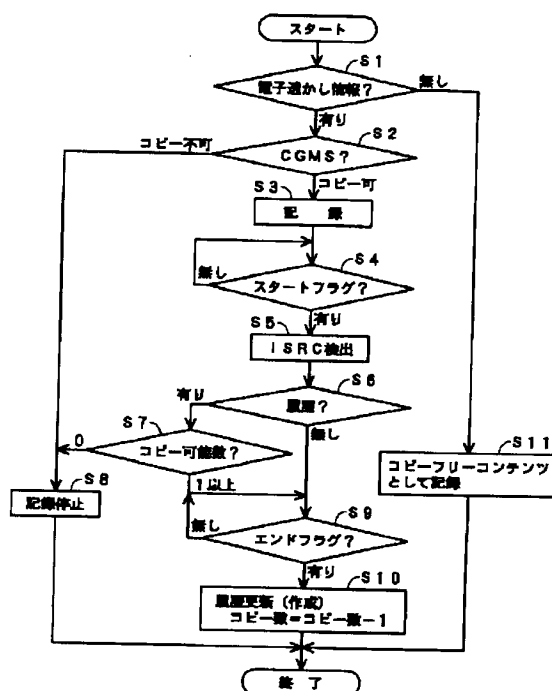 スタート
S1
電子透かし情報?
無し
有り
S2
コピー不可
CGMS?
コピー可
S3
記 録
S4
無し
スタートフラグ?
有り
S5
ISRC検出
S6
有り
履歴?
S7
無し
0
コピー可能数?
S8
1以上
S11
コピーフリーコンテンツ
として記録
記録停止
無し
S9
エンドフラグ?
有り
S10
履歴更新(作成)
コピー数=コピー数-1
終 了